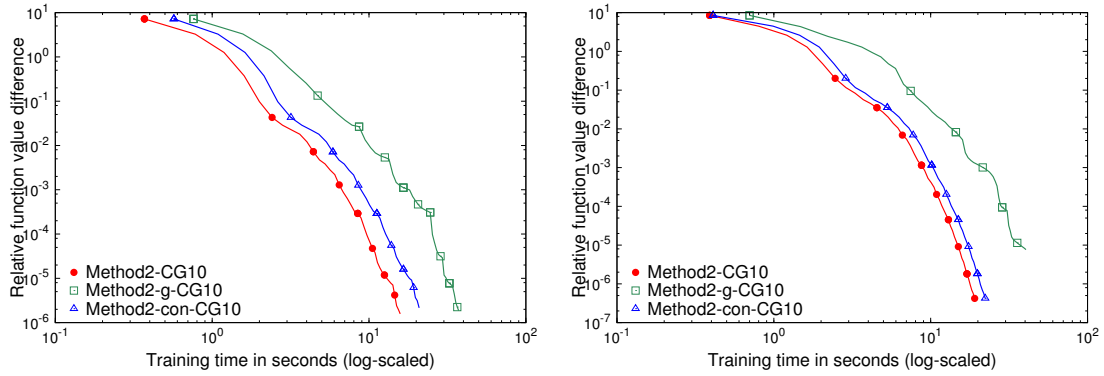 10^1
10^0
10^-1
10^-2
10^-3
10^-4
10^-5
10^-6
Relative function value difference
Method2-CG10
Method2-g-CG10
Method2-con-CG10
10^-1
10^0
10^1
10^2
Training time in seconds (log-scaled)
10^1
10^0
10^-1
10^-2
10^-3
10^-4
10^-5
10^-6
10^-7
Relative function value difference
Method2-CG10
Method2-g-CG10
Method2-con-CG10
10^-1
10^0
10^1
10^2
Training time in seconds (log-scaled)